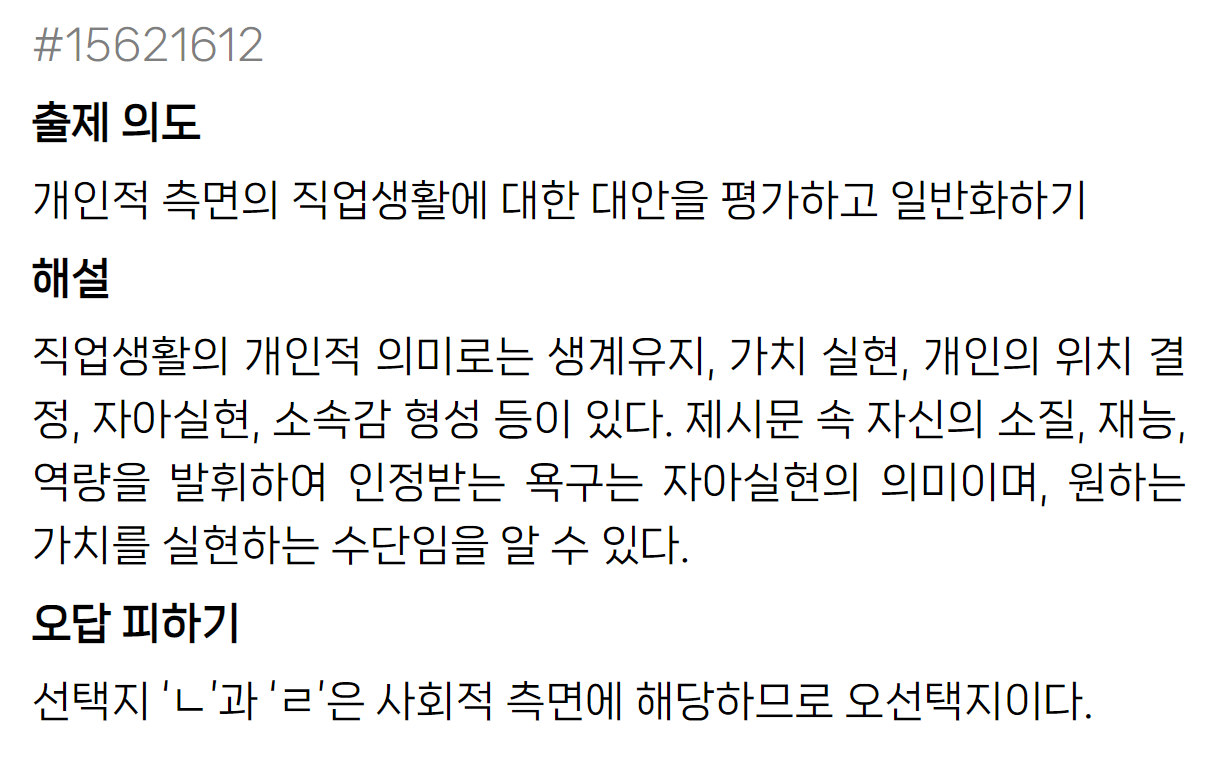 #15621612
출제 의도
개인적 측면의 직업생활에 대한 대안을 평가하고 일반화하기
해설
직업생활의 개인적 의미로는 생계유지, 가치 실현, 개인의 위치 결
정, 자아실현, 소속감 형성 등이 있다. 제시문 속 자신의 소질, 재능,
역량을 발휘하여 인정받는 욕구는 자아실현의 의미이며, 원하는
가치를 실현하는 수단임을 알 수 있다.
오답 피하기
선택지 ‘ㄴ’과 ‘ㄹ’은 사회적 측면에 해당하므로 오선택지이다.